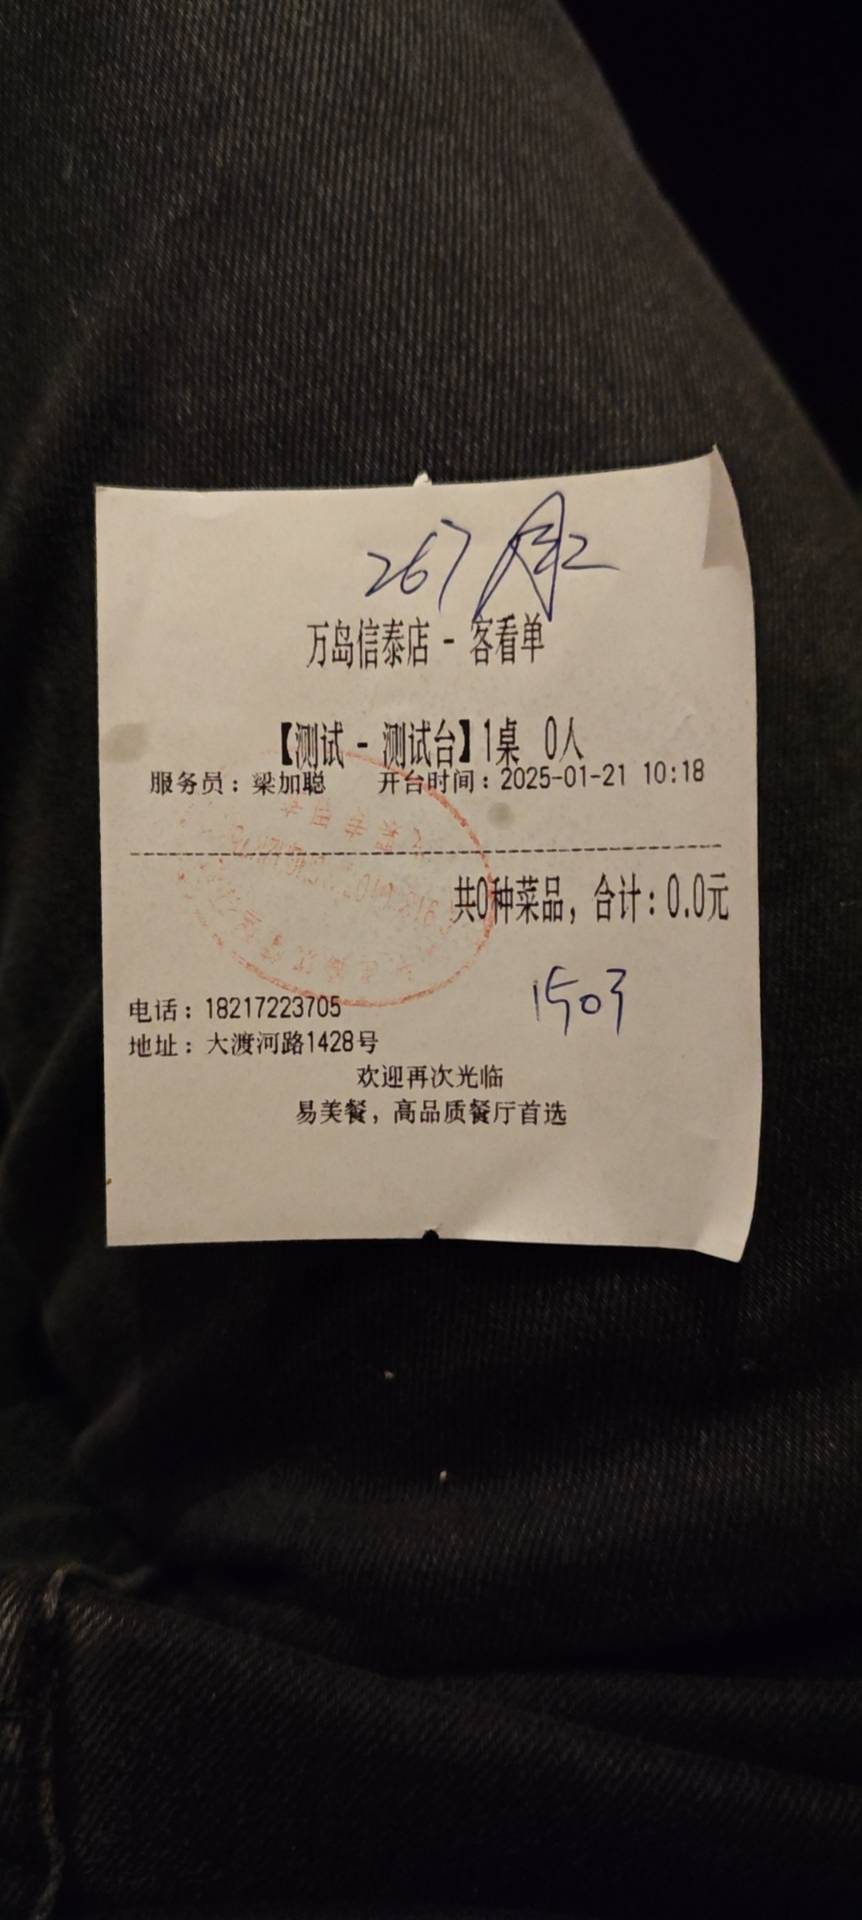 267
万岛信泰店 - 客看单
【测试 - 测试台】1桌 0人
服务员：梁加聪 开台时间：2025-01-21 10:18
共0种菜品，合计：0.0元
1503
电话：18217223705
地址：大渡河路1428号
欢迎再次光临
易美餐，高品质餐厅首选